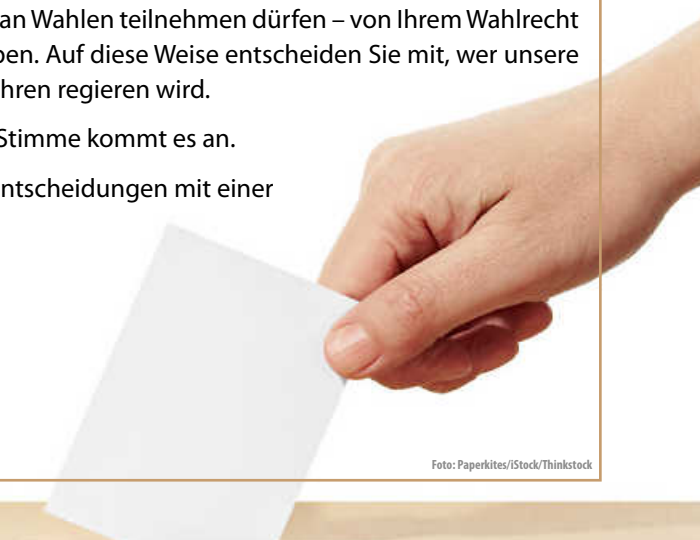 an Wahlen teilnehmen dürfen – von Ihrem Wahlrecht
en. Auf diese Weise entscheiden Sie mit, wer unsere
hren regieren wird.
Stimme kommt es an.
ntscheidungen mit einer
Foto: Paperkites/iStock/Thinkstock